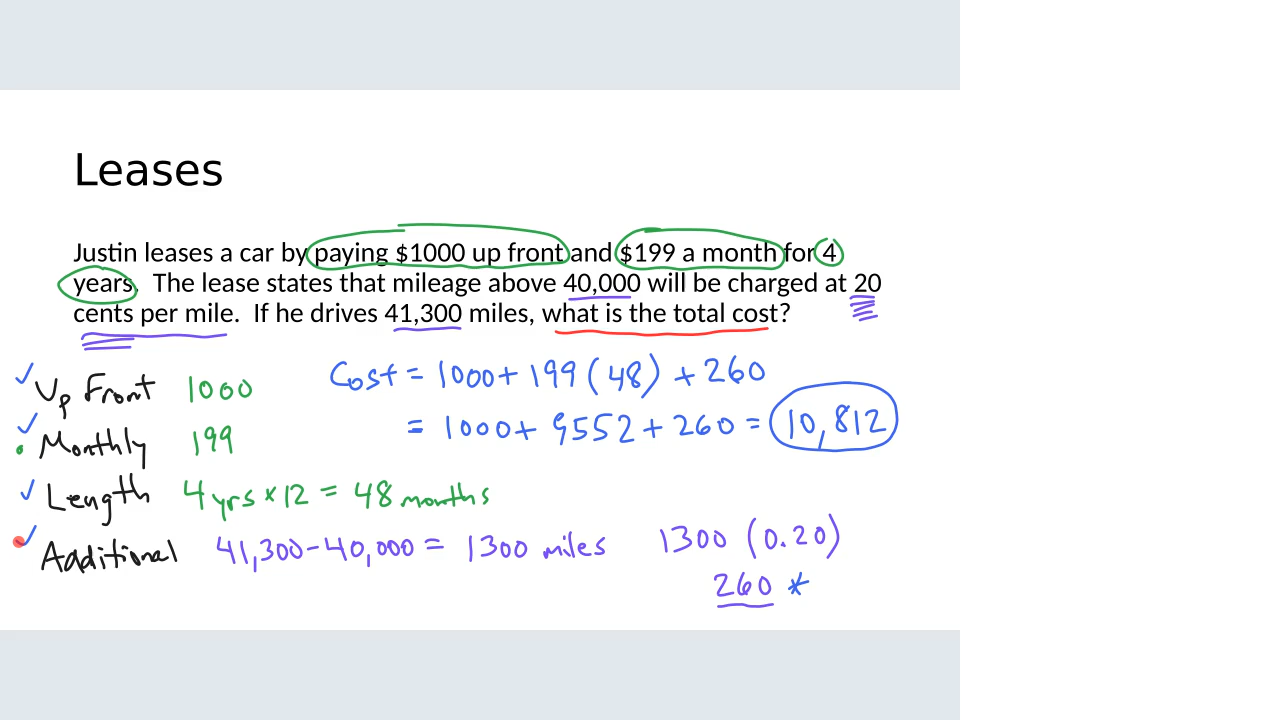 Leases
Justin leases a car by paying $1000 up front and $199 a month for 4
years. The lease states that mileage above 40,000 will be charged at 20
cents per mile. If he drives 41,300 miles, what is the total cost?
Cost = 1000 + 199 (48) + 260
Up Front 1000
= 1000 + 9552 + 260 = 10,812
Monthly 199
Length 4 yrs × 12 = 48 months
Additional 41,300 - 40,000 = 1300 miles 1300 (0.20)
260 *